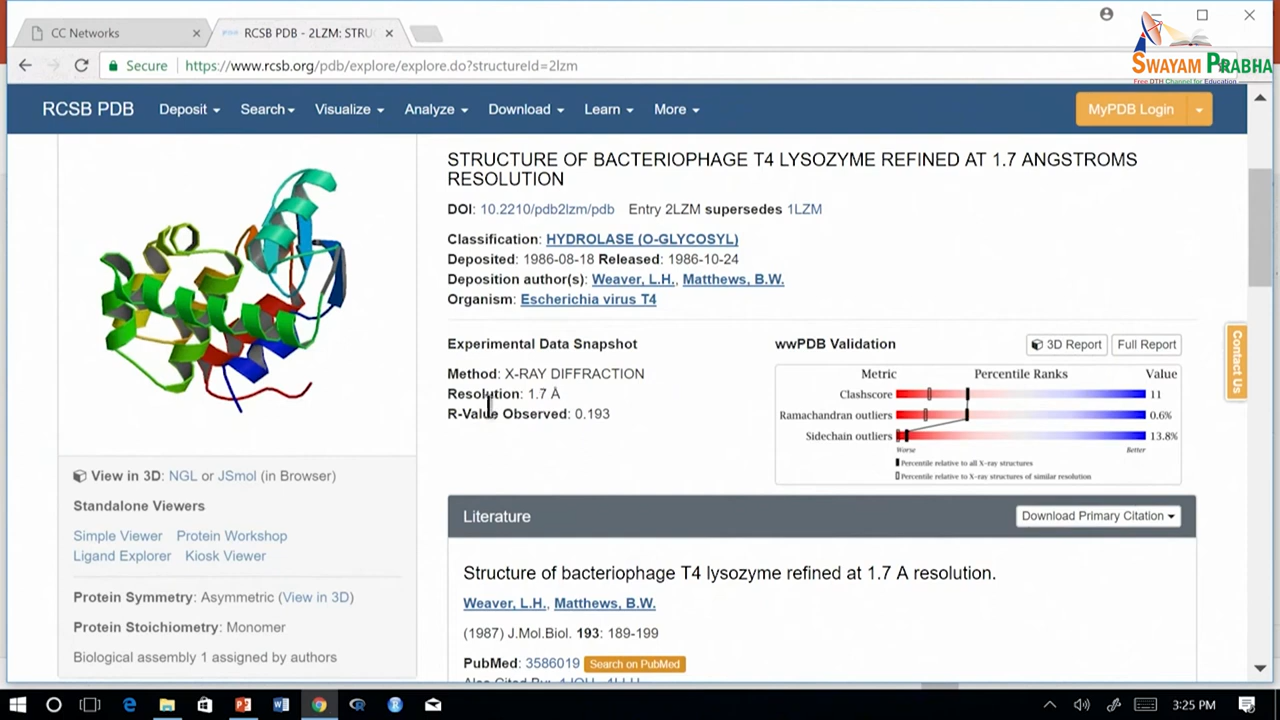 CC Networks
RCSB PDB - 2LZM: STRU
SWAYAM PRABHA
Free DTH Channel for Education
Secure https://www.rcsb.org/pdb/explore/explore.do?structureId=2lzm
RCSB PDB Deposit Search Visualize Analyze Download Learn More MyPDB Login
STRUCTURE OF BACTERIOPHAGE T4 LYSOZYME REFINED AT 1.7 ANGSTROMS
RESOLUTION
DOI: 10.2210/pdb2lzm/pdb Entry 2LZM supersedes 1LZM
Classification: HYDROLASE (O-GLYCOSYL)
Deposited: 1986-08-18 Released: 1986-10-24
Deposition author(s): Weaver, L.H., Matthews, B.W.
Organism: Escherichia virus T4
Experimental Data Snapshot
Method: X-RAY DIFFRACTION
Resolution: 1.7 Å
R-Value Observed: 0.193
wwPDB Validation 3D Report Full Report
Metric Percentile Ranks Value
Clashscore 11
Ramachandran outliers 0.6%
Sidechain outliers 13.8%
Worse Better
Percentile relative to all X-ray structures
Percentile relative to X-ray structures of similar resolution
Contact Us
View in 3D: NGL or JSmol (in Browser)
Standalone Viewers
Simple Viewer Protein Workshop
Ligand Explorer Kiosk Viewer
Protein Symmetry: Asymmetric (View in 3D)
Protein Stoichiometry: Monomer
Biological assembly 1 assigned by authors
Literature Download Primary Citation
Structure of bacteriophage T4 lysozyme refined at 1.7 A resolution.
Weaver, L.H., Matthews, B.W.
(1987) J.Mol.Biol. 193: 189-199
PubMed: 3586019 Search on PubMed
3:25 PM